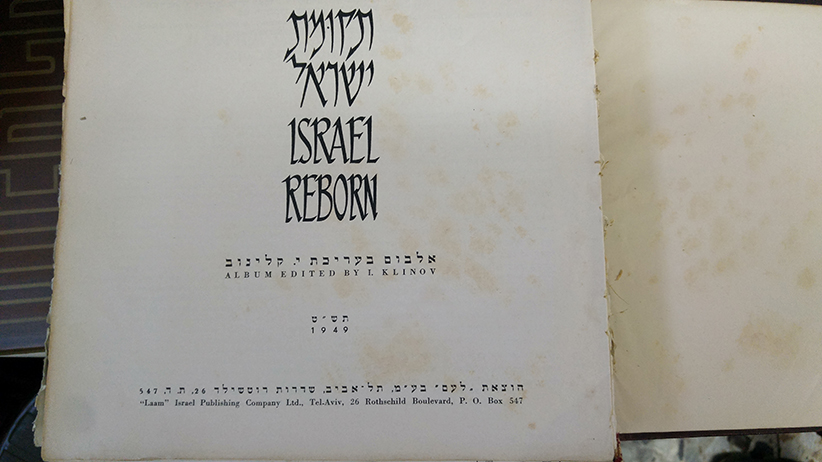 תקומת
ישראל
ISRAEL
REBORN
אלבום בעריכת י. קלינוב
ALBUM EDITED BY I. KLINOV
תש״ט
1949
הוצאת „לעם” בע״מ, תל־אביב, שדרות רוטשילד 26, ת. ד. 547
"Laam" Israel Publishing Company Ltd., Tel.Aviv, 26 Rothschild Boulevard, P. O. Box 547